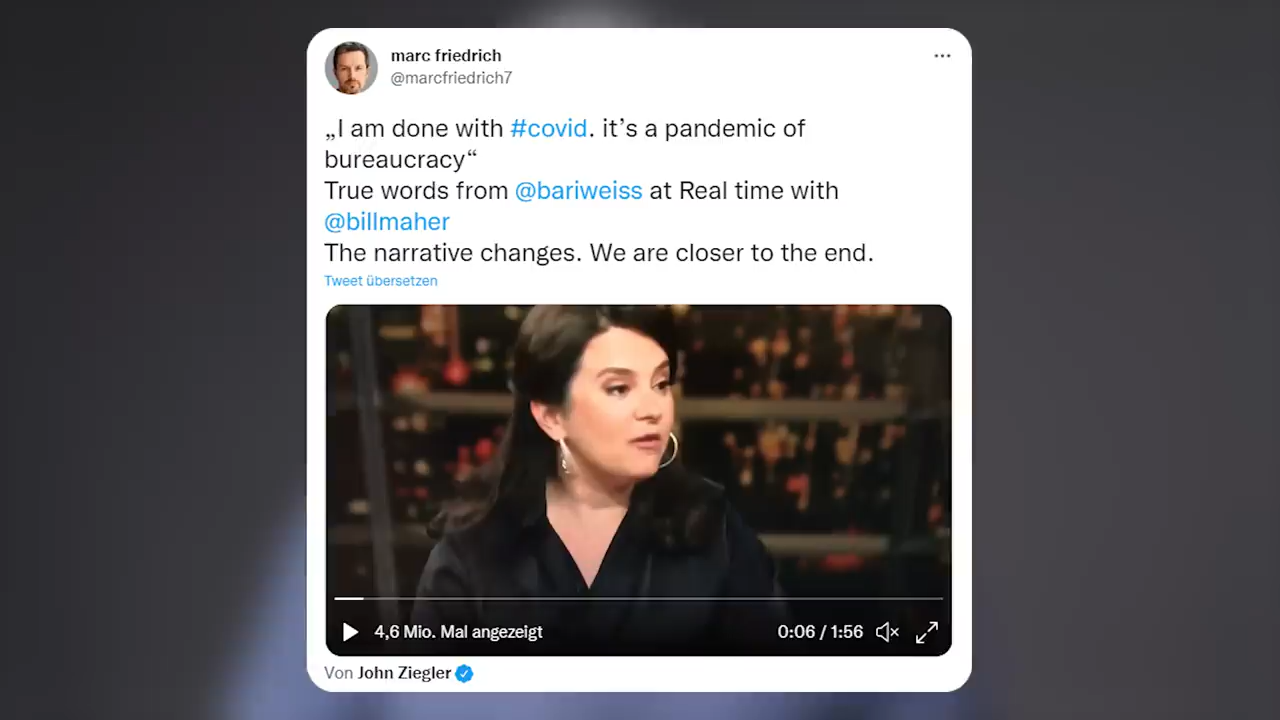 marc friedrich
@marcfriedrich7
„I am done with #covid. it’s a pandemic of
bureaucracy“
True words from @bariweiss at Real time with
@billmaher
The narrative changes. We are closer to the end.
Tweet übersetzen
4,6 Mio. Mal angezeigt
0:06 / 1:56
Von John Ziegler